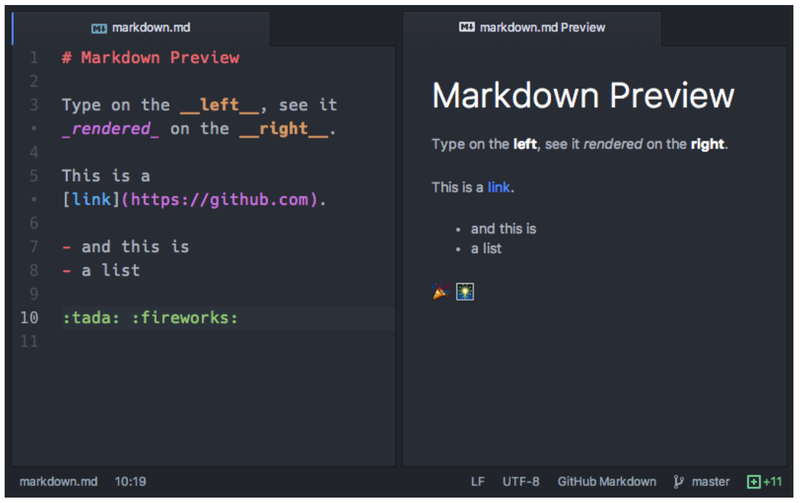 markdown.md
markdown.md Preview
1 # Markdown Preview
2
3 Type on the __left__, see it
• _rendered_ on the __right__.
4
5 This is a
• [link](https://github.com).
6
7 - and this is
8 - a list
9
10 :tada: :fireworks:
11
Markdown Preview
Type on the left, see it rendered on the right.
This is a link.
• and this is
• a list
🎉 🎆
markdown.md 10:19
LF UTF-8 GitHub Markdown master +11